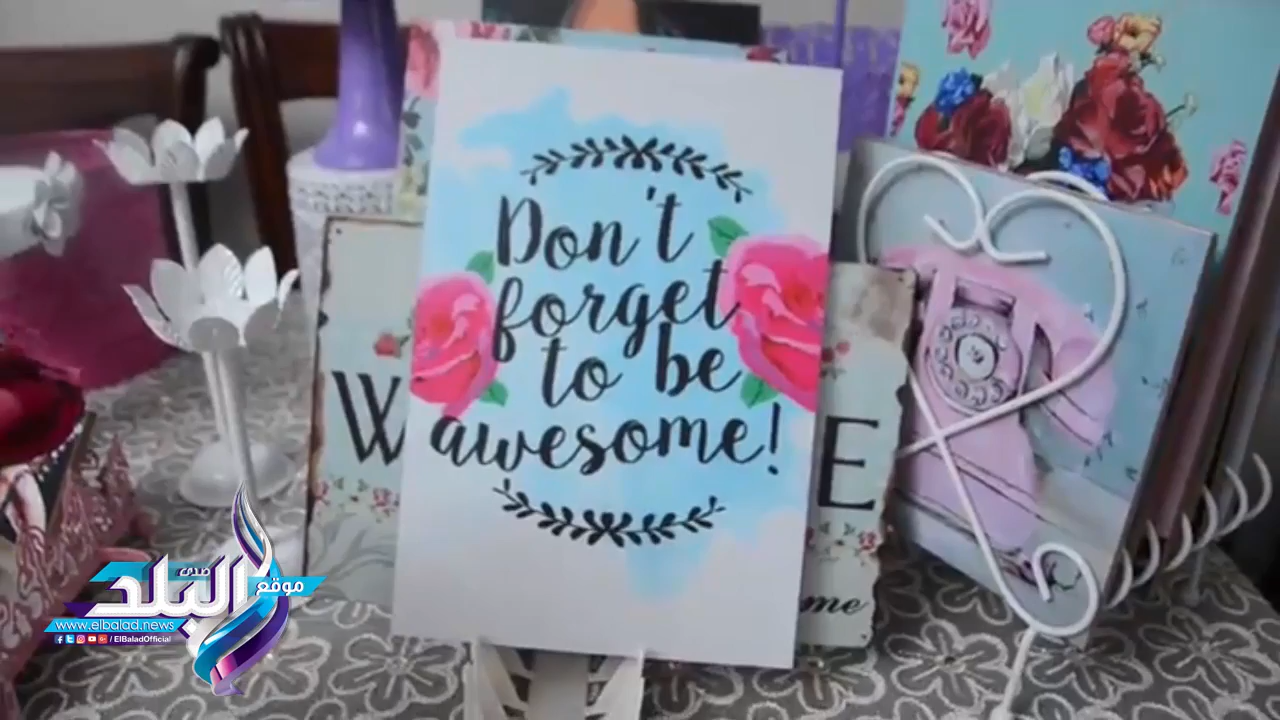 Don't
forget
to be
awesome!
W
E
me
موقع
صدى
البلد
www.elbalad.news
/ ElBaladOfficial